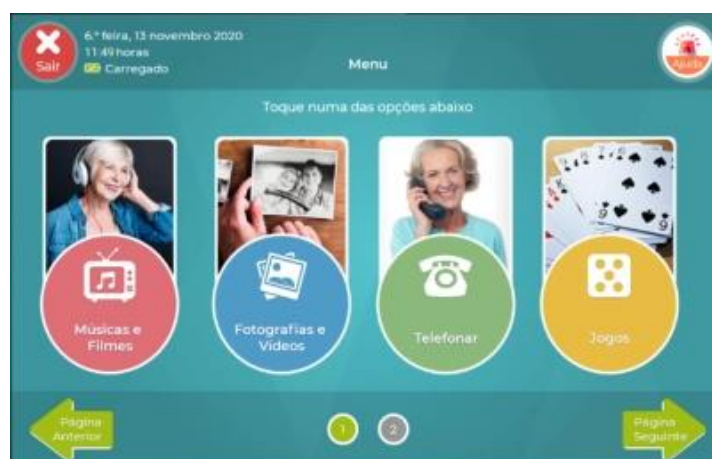 6.ª feira, 13 novembro 2020
11:49 horas
Carregado
Sair
Menu
Ajuda
Toque numa das opções abaixo
Músicas e
Filmes
Fotografias e
Vídeos
Telefonar
Jogos
Página
Anterior
1
2
Página
Seguinte